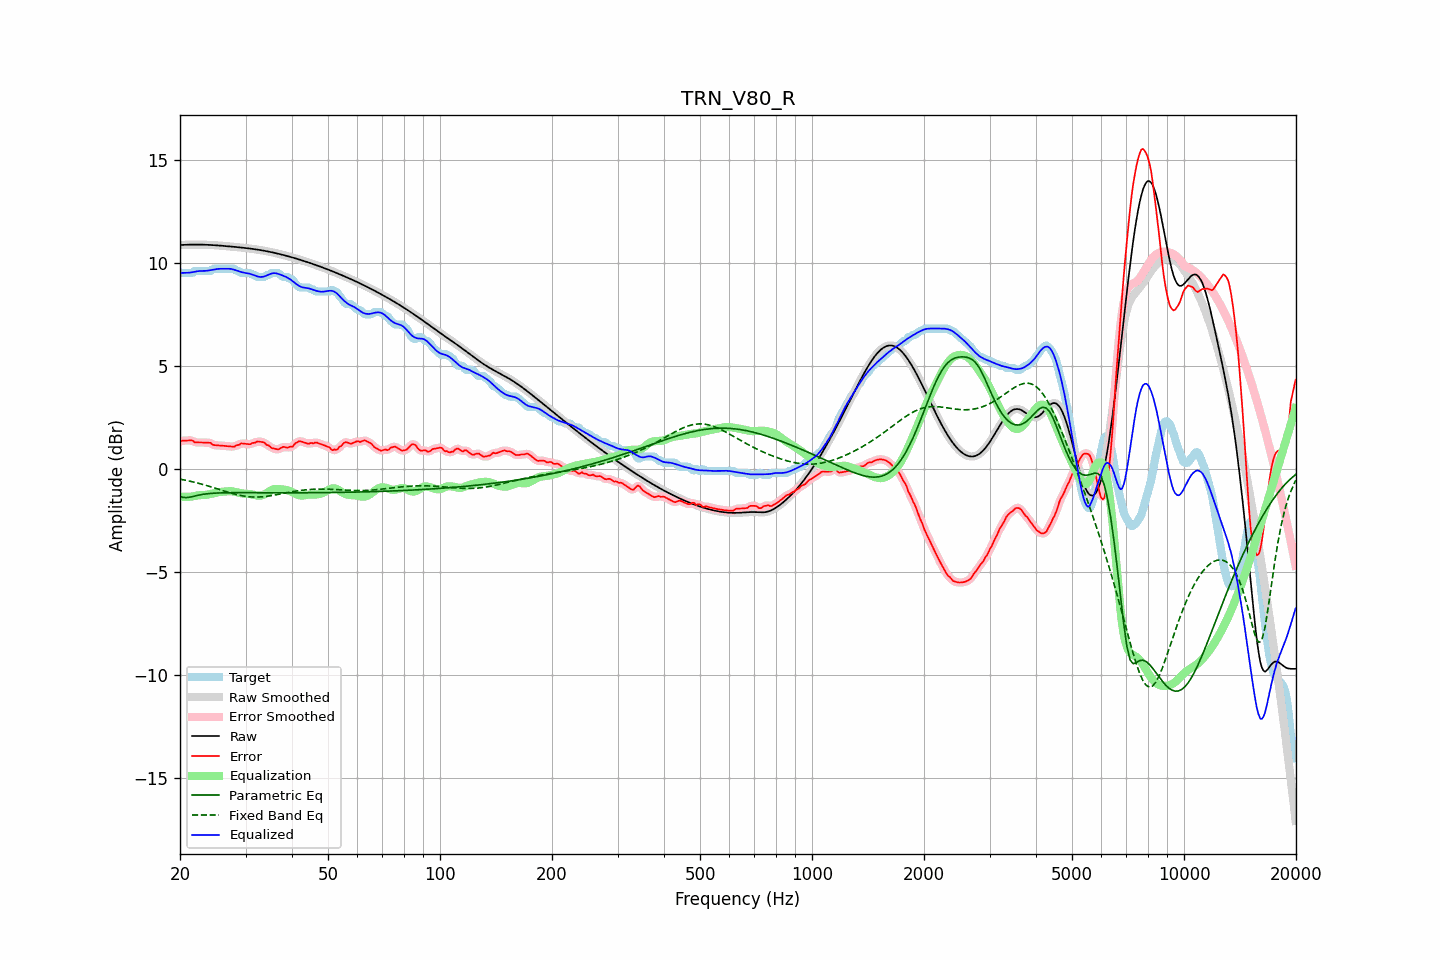 TRN_V80_R
15
10
5
0
−5
−10
−15
Amplitude (dBr)
Target
Raw Smoothed
Error Smoothed
Raw
Error
Equalization
Parametric Eq
Fixed Band Eq
Equalized
20 50 100 200 500 1000 2000 5000 10000 20000
Frequency (Hz)